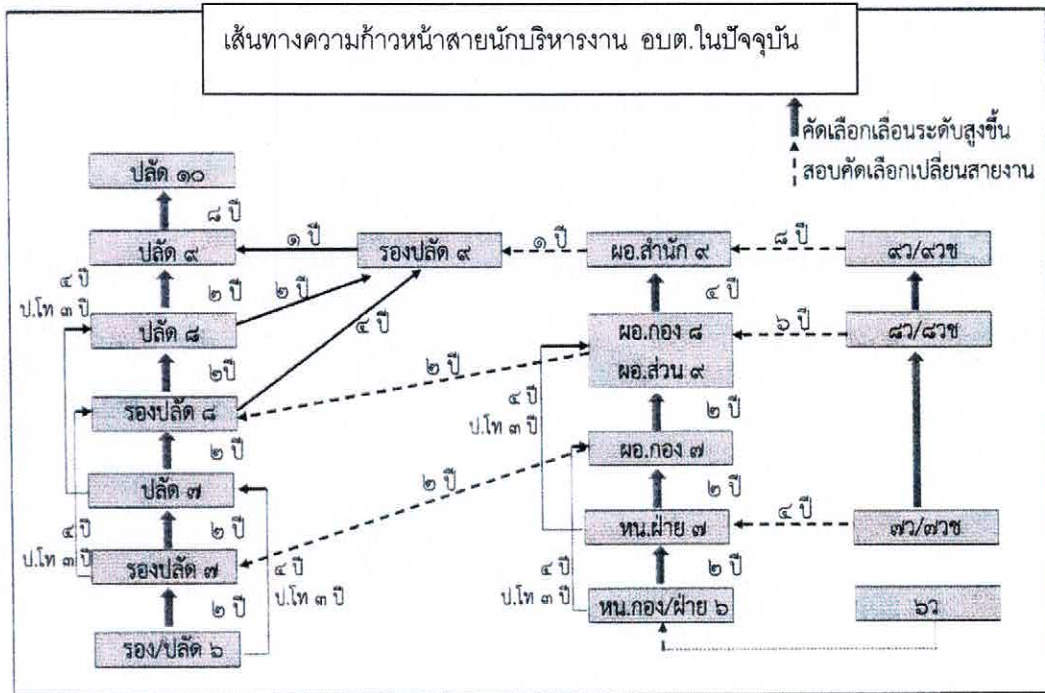 เส้นทางความก้าวหน้าสายนักบริหารงาน อบต.ในปัจจุบัน
คัดเลือกเลื่อนระดับสูงขึ้น
สอบคัดเลือกเปลี่ยนสายงาน
ปลัด ๑๐
๘ ปี
ปลัด ๙
๑ ปี
รองปลัด ๙
๑ ปี
ผอ.สำนัก ๙
๘ ปี
๙ว/๙วช
๔ ปี
ป.โท ๓ ปี
๒ ปี
๒ ปี
๔ ปี
๔ ปี
ปลัด ๘
ผอ.กอง ๘
ผอ.ส่วน ๙
๖ ปี
๘ว/๘วช
๒ปี
๒ ปี
รองปลัด ๘
๔ ปี
ป.โท ๓ ปี
๒ ปี
๒ ปี
ผอ.กอง ๗
ปลัด ๗
๒ ปี
๒ ปี
๔ ปี
ป.โท ๓ ปี
๒ ปี
หน.ฝ่าย ๗
๔ ปี
๗ว/๗วช
รองปลัด ๗
๔ ปี
ป.โท ๓ ปี
๔ ปี
ป.โท ๓ ปี
๒ ปี
๒ ปี
หน.กอง/ฝ่าย ๖
๖ว
รอง/ปลัด ๖